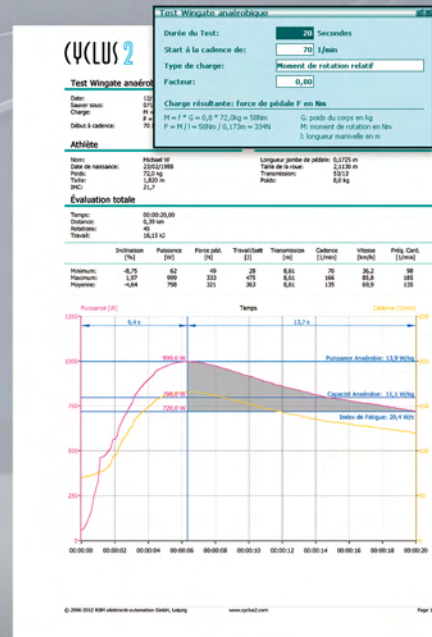 Test Wingate anaérobique
Durée du Test: 20 Secondes
Start à la cadence de: 70 1/min
Type de charge: Moment de rotation relatif
Facteur: 0,80
Charge résultante: force de pédale F en Nm
M = f * G = 0,8 * 72,0kg = 58Nm
G: poids du corps en kg
F = M / l = 58Nm / 0,173m = 334N
M: moment de rotation en Nm
l: longueur manivelle en m
CYCLUS 2
Test Wingate anaérob
Date: 12/
Sauver sous: 071
Charge: M =
F =
Début à cadence: 70
Athlète
Nom: Michael W
Longueur jambe de pédale: 0,1725 m
Date de naissance: 23/02/1988
Taille de la roue: 2,1130 m
Poids: 72,0 kg
Transmission: 53/13
Taille: 1,820 m
Poids: 8,0 kg
IMC: 21,7
Évaluation totale
Temps: 00:00:20,00
Distance: 0,39 km
Rotations: 45
Travail: 16,15 kJ
Inclinaison [%] Puissance [W] Force péd. [N] Travail/batt [J] Transmission [m] Cadence [1/min] Vitesse [km/h] Fréq. Card. [1/min]
Minimum: -8,75 62 49 28 8,61 70 36,2 98
Maximum: 1,97 999 333 475 8,61 166 85,8 185
Moyenne: -4,64 798 321 363 8,61 135 69,9 135
Puissance [W] Temps Cadence [1/min]
1250 250
6,4 s 13,7 s
999,0 W Puissance Anaérobie: 13,9 W/kg
1000 200
798,0 W Capacité Anaérobie: 11,1 W/kg
750 150
720,0 W Index de Fatigue: 20,4 W/s
500 100
250 50
0 0
00:00:00 00:00:02 00:00:04 00:00:06 00:00:08 00:00:10 00:00:12 00:00:14 00:00:16 00:00:18 00:00:20
© 2006-2012 RBM elektronik-automation GmbH, Leipzig www.cyclus2.com Page 1